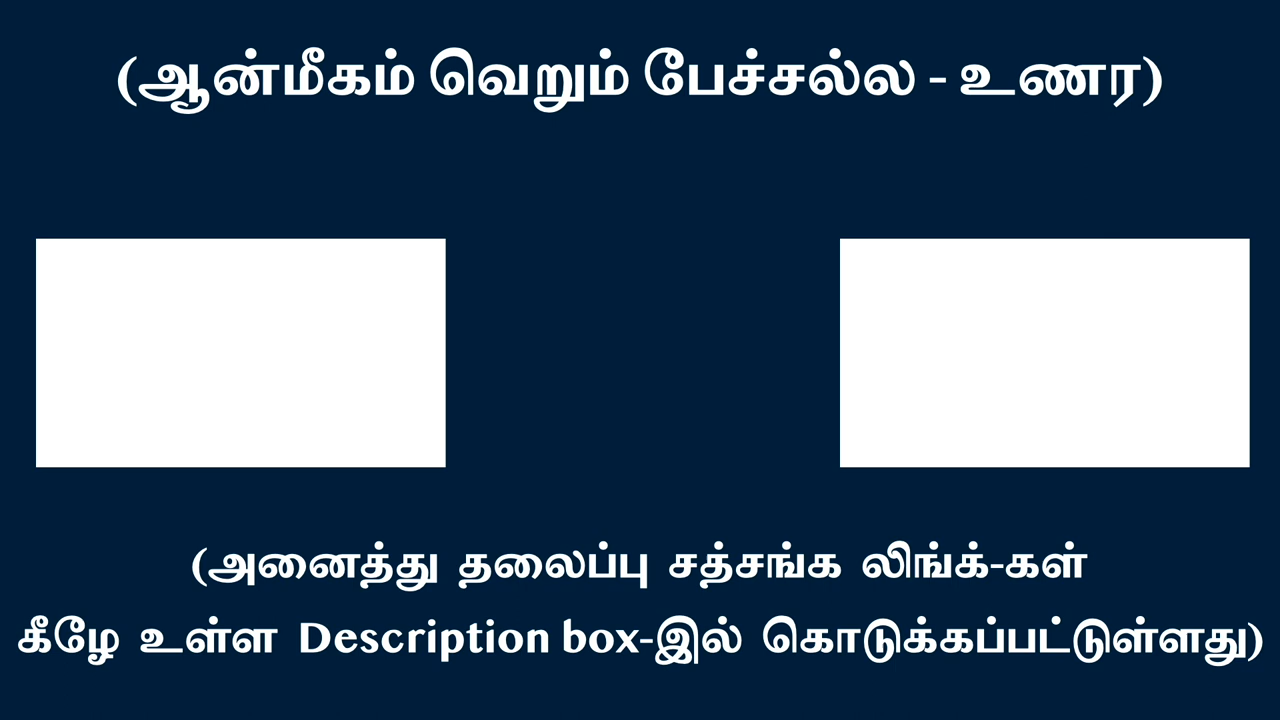 (ஆன்மீகம் வெறும் பேச்சல்ல - உணர)
(அனைத்து தலைப்பு சத்சங்க லிங்க்-கள்
கீழே உள்ள Description box-இல் கொடுக்கப்பட்டுள்ளது)